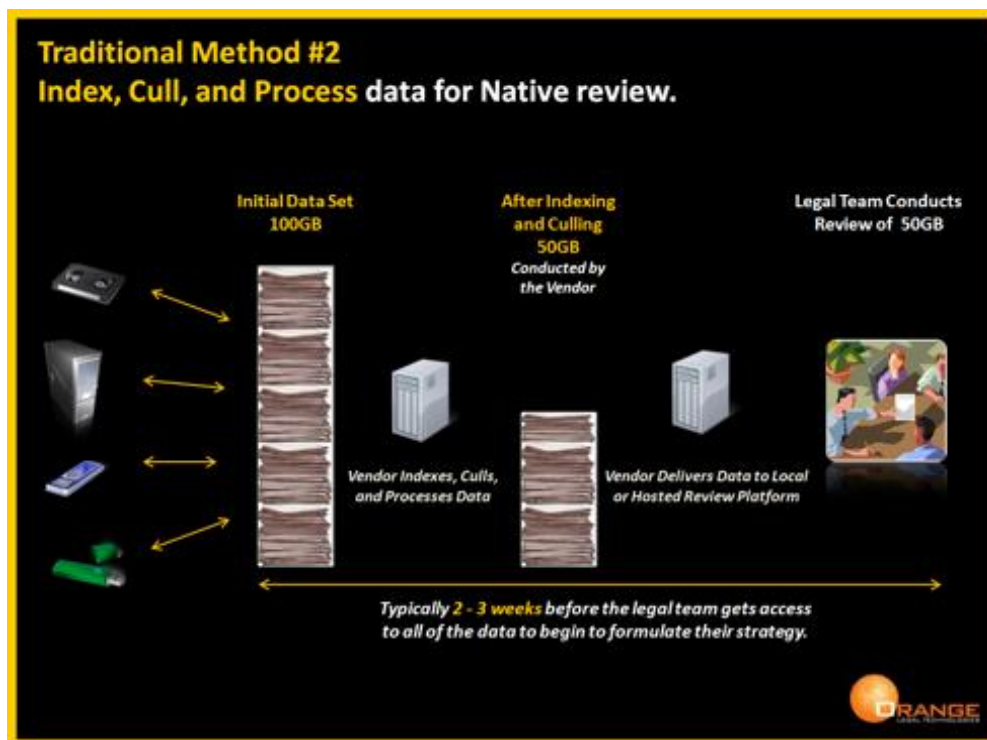 Traditional Method #2
Index, Cull, and Process data for Native review.
Initial Data Set
100GB
After Indexing
and Culling
50GB
Conducted by
the Vendor
Legal Team Conducts
Review of 50GB
Vendor Indexes, Culls,
and Processes Data
Vendor Delivers Data to Local
or Hosted Review Platform
Typically 2 - 3 weeks before the legal team gets access
to all of the data to begin to formulate their strategy.
ORANGE
LEGAL TECHNOLOGIES